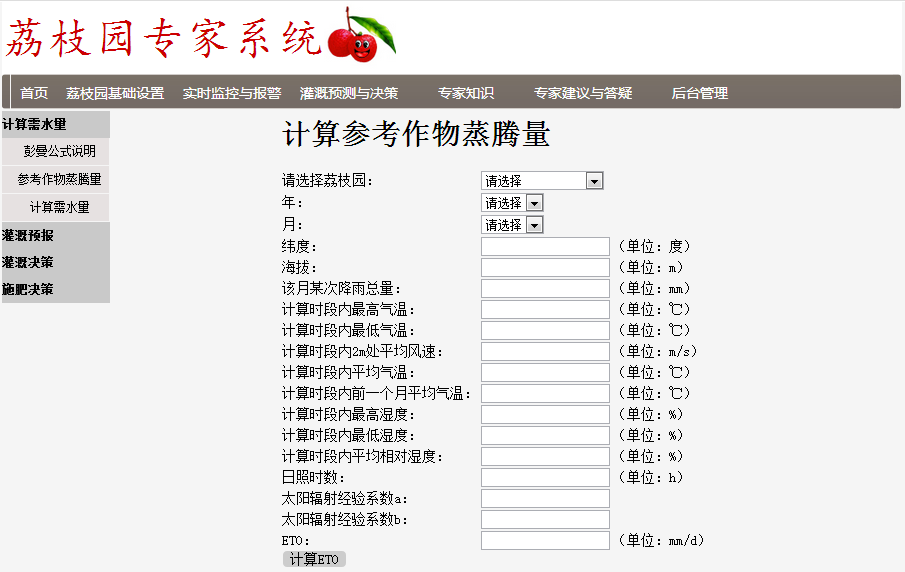 荔枝园专家系统
首页 荔枝园基础设置 实时监控与报警 灌溉预测与决策 专家知识 专家建议与答疑 后台管理
计算需水量
彭曼公式说明
参考作物蒸腾量
计算需水量
灌溉预报
灌溉决策
施肥决策
计算参考作物蒸腾量
请选择荔枝园: 请选择
年: 请选择
月: 请选择
纬度: (单位: 度)
海拔: (单位: m)
该月某次降雨总量: (单位: mm)
计算时段内最高气温: (单位: ℃)
计算时段内最低气温: (单位: ℃)
计算时段内2m处平均风速: (单位: m/s)
计算时段内平均气温: (单位: ℃)
计算时段内前一个月平均气温: (单位: ℃)
计算时段内最高湿度: (单位: %)
计算时段内最低湿度: (单位: %)
计算时段内平均相对湿度: (单位: %)
日照时数: (单位: h)
太阳辐射经验系数a:
太阳辐射经验系数b:
ETO: (单位: mm/d)
计算ETO